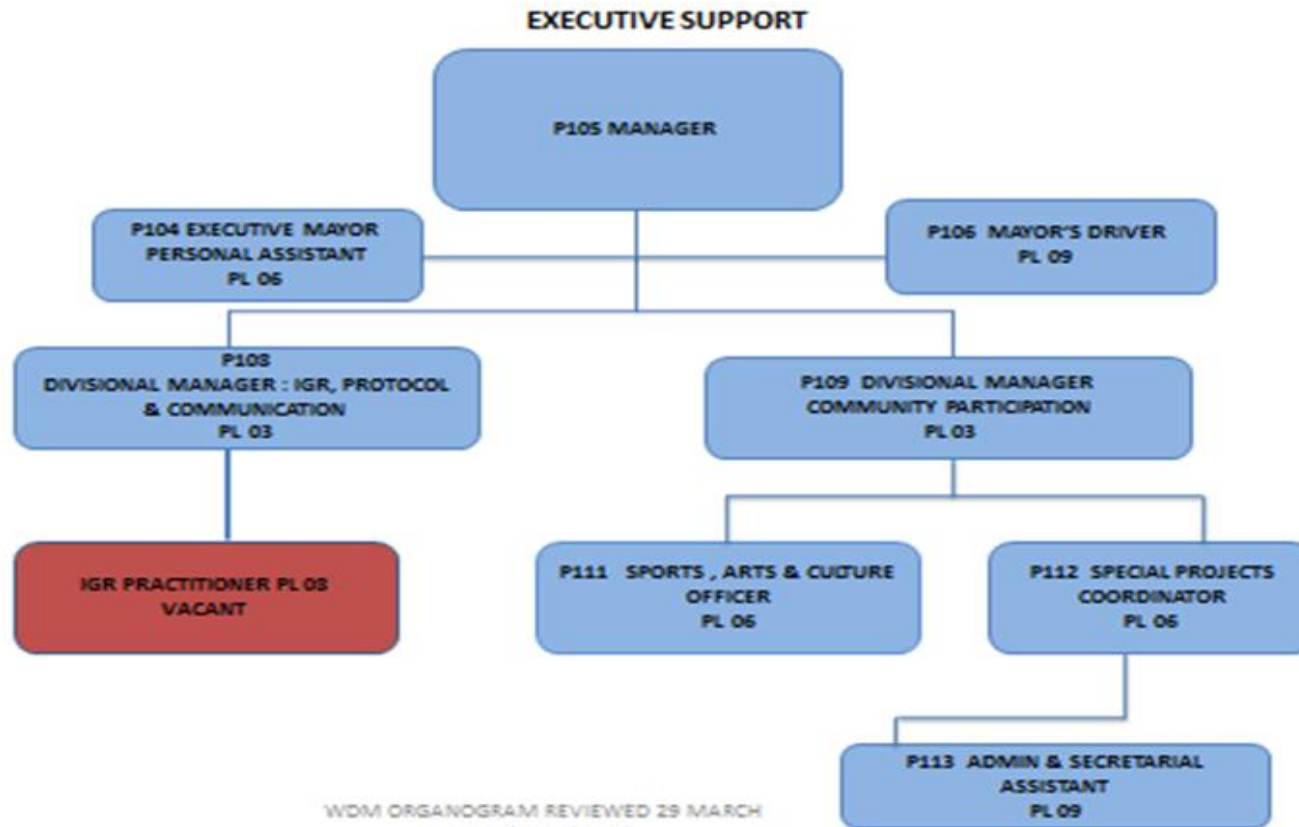 EXECUTIVE SUPPORT
P105 MANAGER
P104 EXECUTIVE MAYOR
PERSONAL ASSISTANT
PL 06
P106 MAYOR'S DRIVER
PL 09
P108
DIVISIONAL MANAGER : IGR, PROTOCOL
& COMMUNICATION
PL 03
P109 DIVISIONAL MANAGER
COMMUNITY PARTICIPATION
PL 03
IGR PRACTITIONER PL 08
VACANT
P111 SPORTS , ARTS & CULTURE
OFFICER
PL 06
P112 SPECIAL PROJECTS
COORDINATOR
PL 06
P113 ADMIN & SECRETARIAL
ASSISTANT
PL 09
WDM ORGANOGRAM REVIEWED 29 MARCH